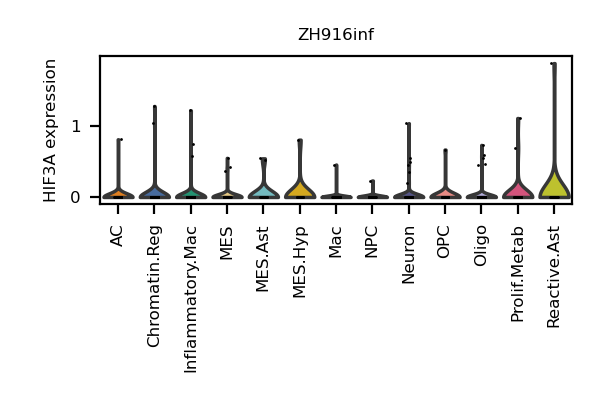 ZH916inf
HIF3A expression
1
0
AC
Chromatin.Reg
Inflammatory.Mac
MES
MES.Ast
MES.Hyp
Mac
NPC
Neuron
OPC
Oligo
Prolif.Metab
Reactive.Ast